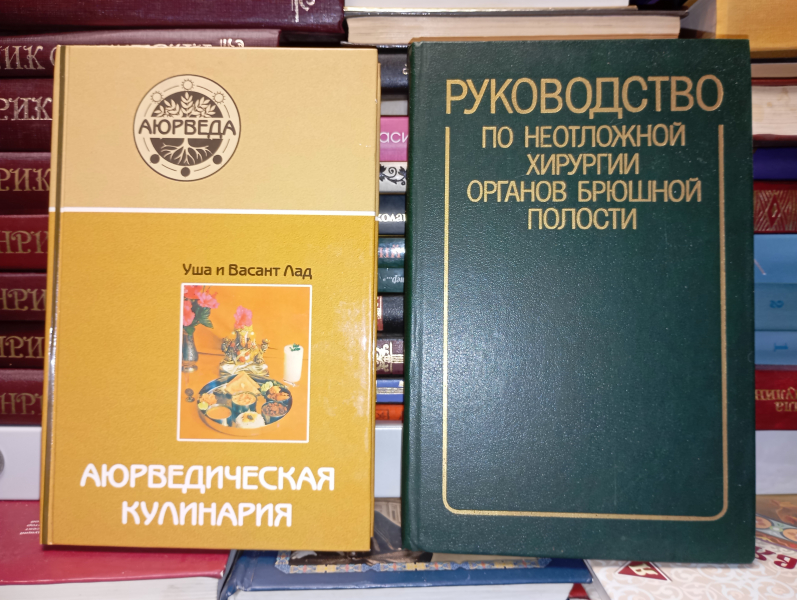 АЮРВЕДА
Уша и Васант Лад
АЮРВЕДИЧЕСКАЯ
КУЛИНАРИЯ
РУКОВОДСТВО
ПО НЕОТЛОЖНОЙ
ХИРУРГИИ
ОРГАНОВ БРЮШНОЙ
ПОЛОСТИ